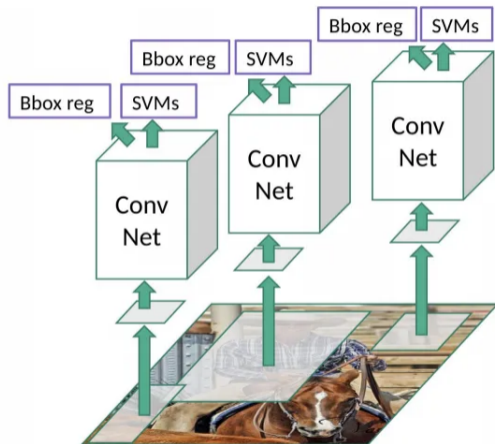 Bbox reg SVMs
Bbox reg SVMs
Bbox reg SVMs
Conv
Net
Conv
Net
Conv
Net